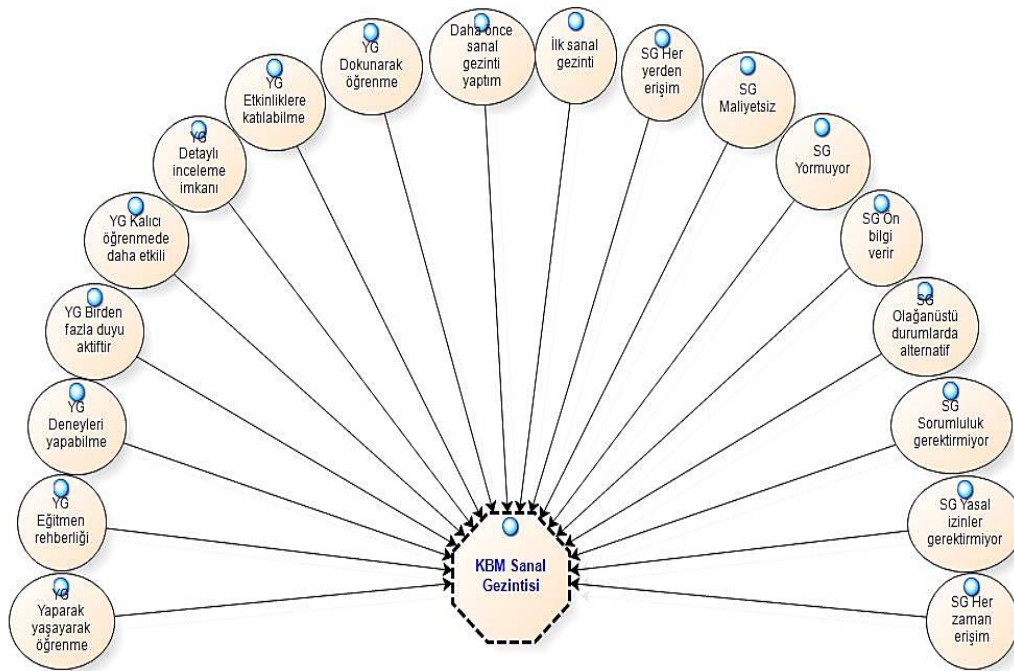 Daha önce
sanal
gezinti
yaptım
İlk sanal
gezinti
SG Her
yerden
erişim
SG
Maliyetsiz
SG
Yormuyor
SG Ön
bilgi
verir
SG
Olağanüstü
durumlarda
alternatif
SG
Sorumluluk
gerektirmiyor
SG Yasal
izinler
gerektirmiyor
SG Her
zaman
erişim
YG
Dokunarak
öğrenme
YG
Etkinliklere
katılabilme
YG
Detaylı
inceleme
imkanı
YG Kalıcı
öğrenmede
daha etkili
YG Birden
fazla duyu
aktiftir
YG
Deneyleri
yapabilme
YG
Eğitmen
rehberliği
YG
Yaparak
yaşayarak
öğrenme
KBM Sanal
Gezintisi